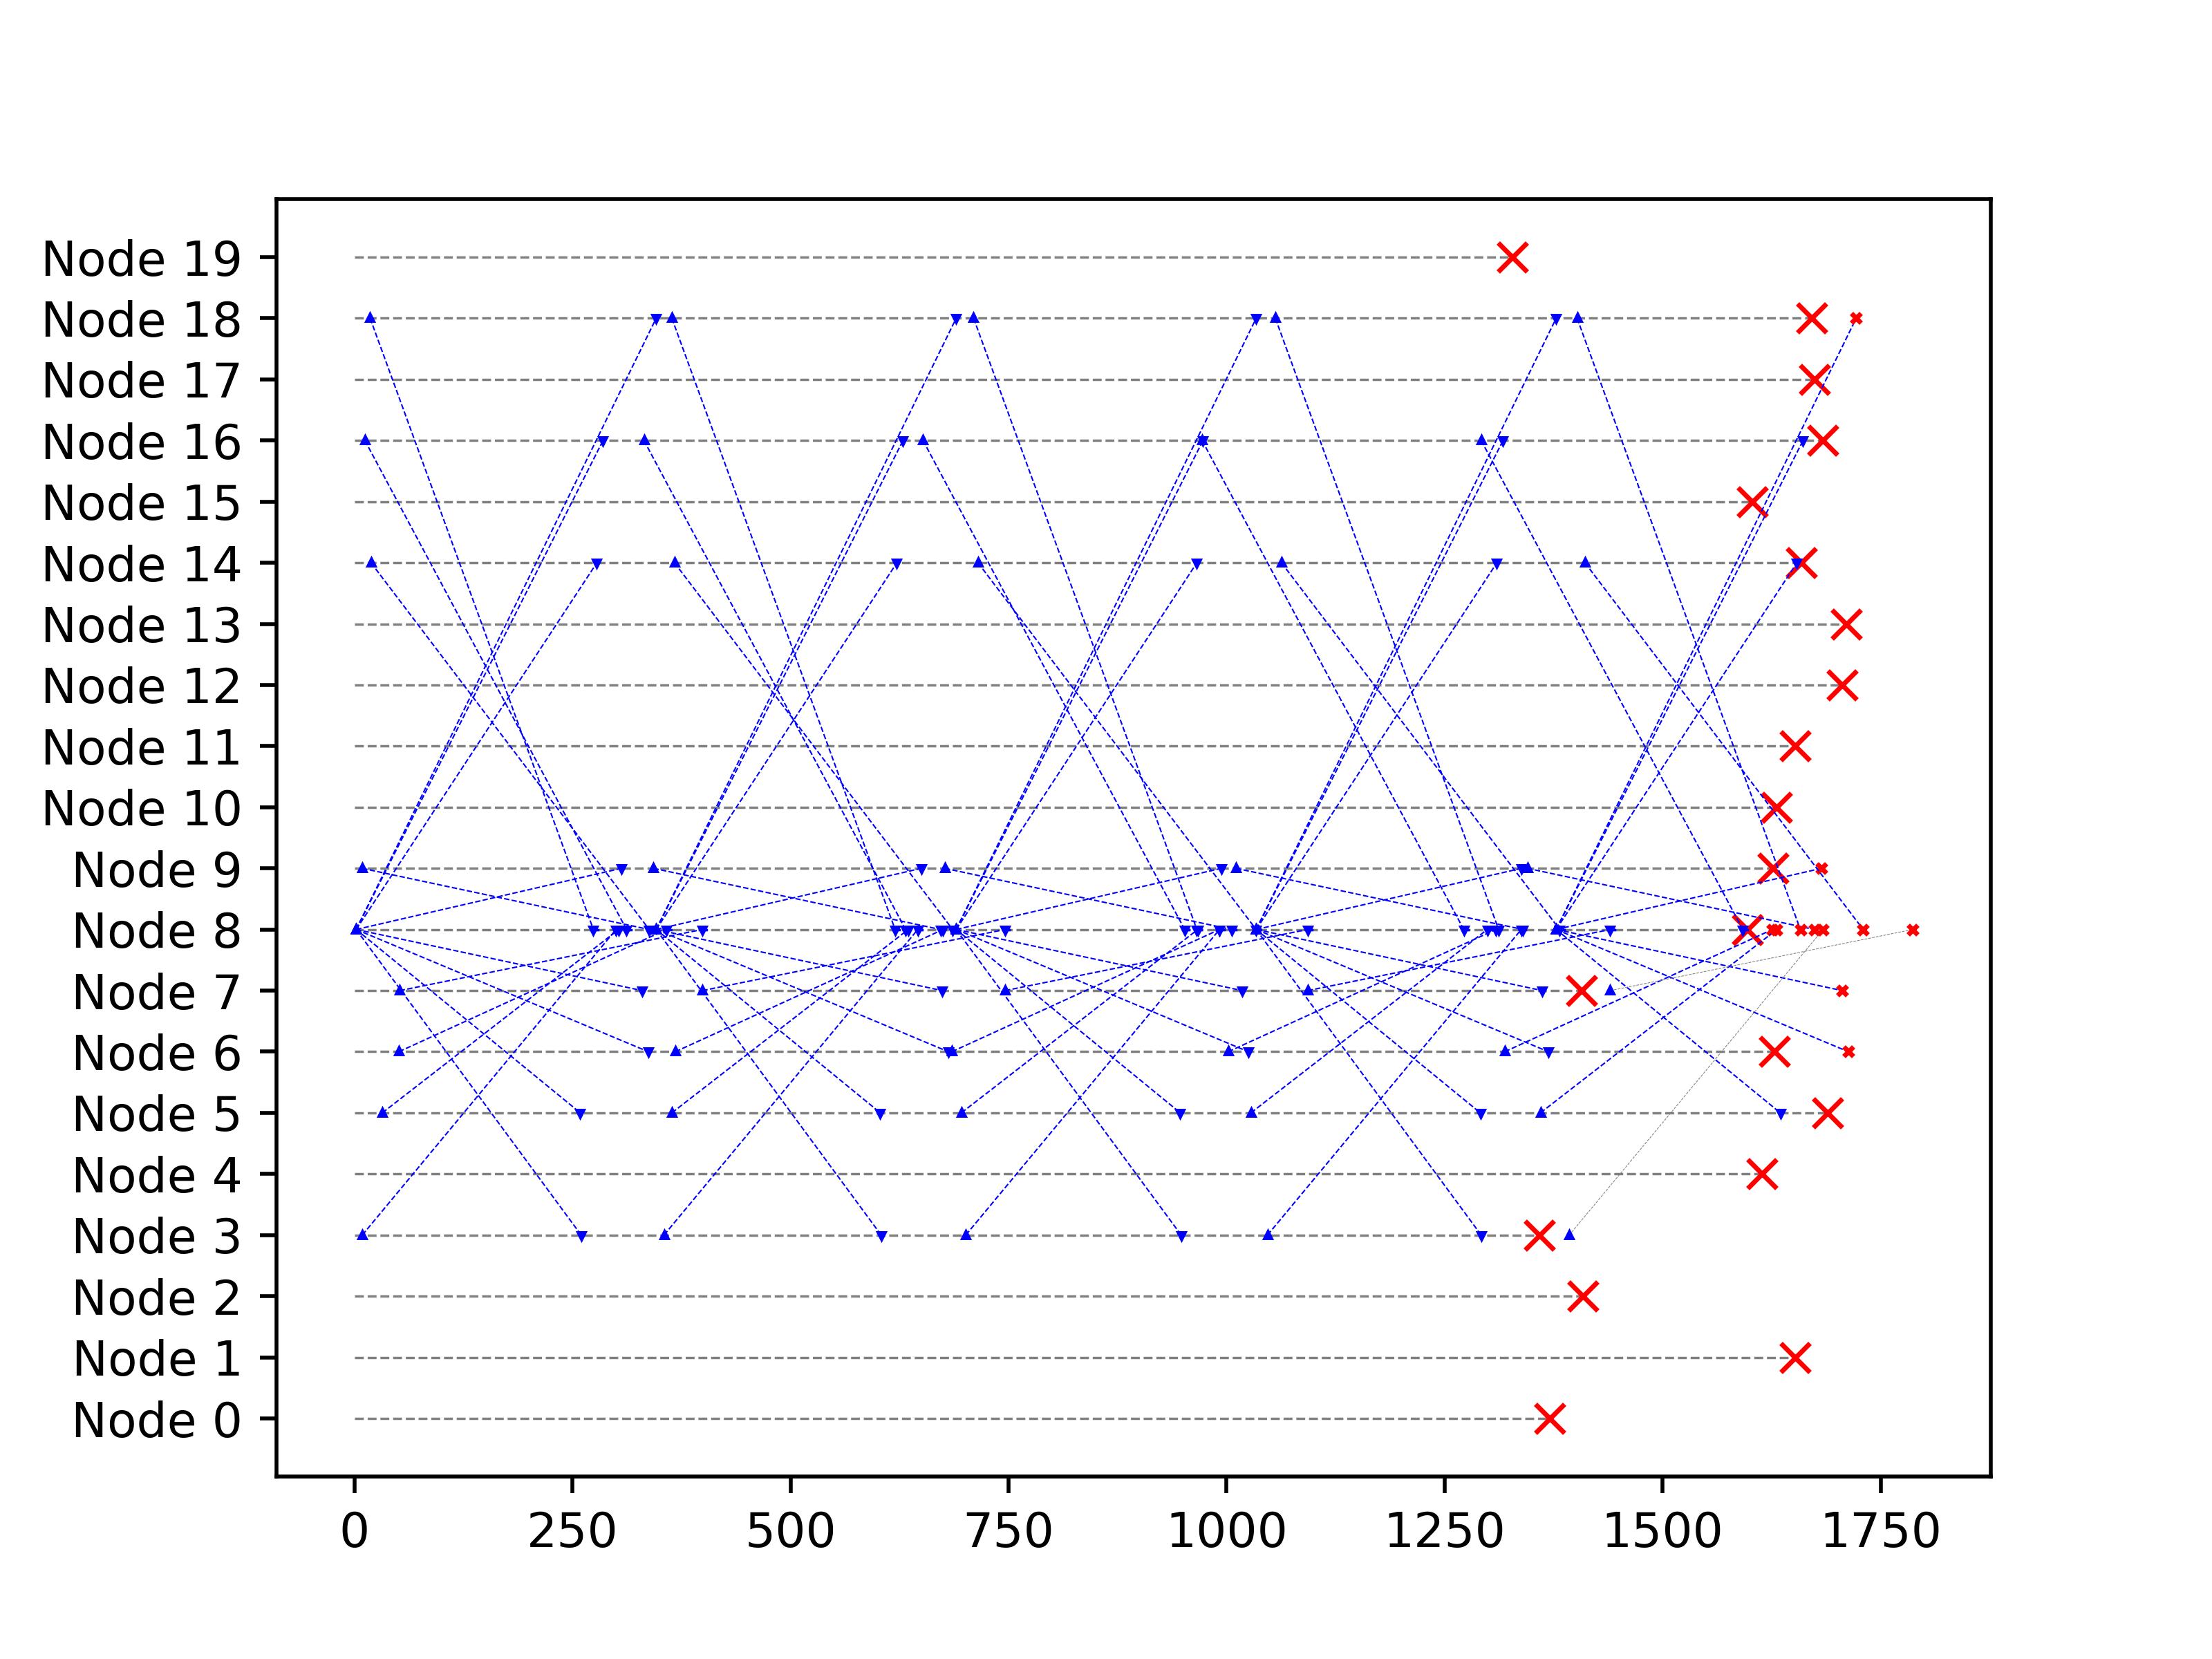 Node 19
Node 18
Node 17
Node 16
Node 15
Node 14
Node 13
Node 12
Node 11
Node 10
Node 9
Node 8
Node 7
Node 6
Node 5
Node 4
Node 3
Node 2
Node 1
Node 0
0 250 500 750 1000 1250 1500 1750